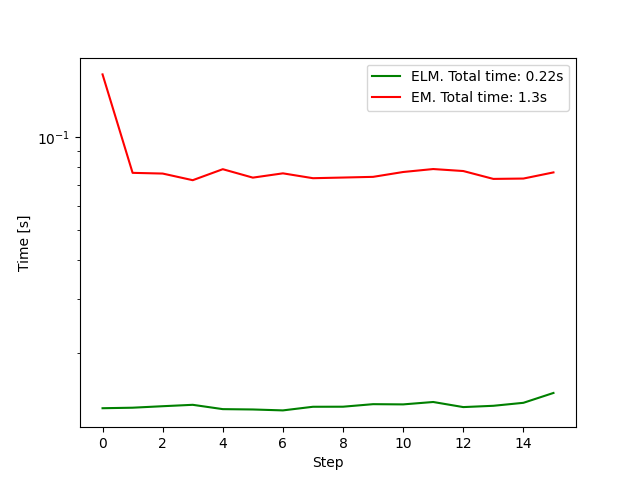 ELM. Total time: 0.22s
EM. Total time: 1.3s
10⁻¹
Time [s]
0 2 4 6 8 10 12 14
Step